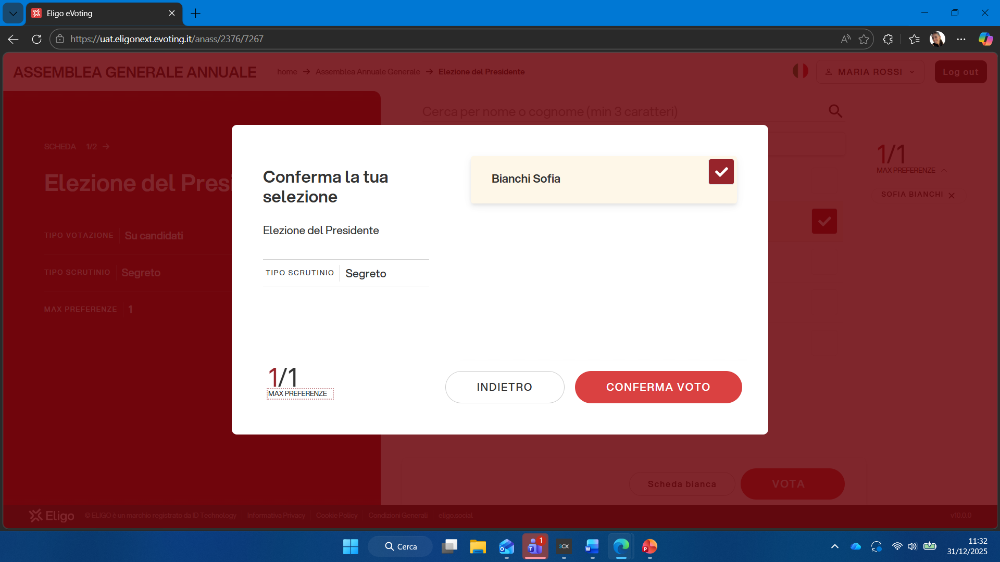 Eligo eVoting
https://uat.eligonext.evoting.it/anass/2376/7267
ASSEMBLEA GENERALE ANNUALE
home → Assemblea Annuale Generale → Elezione del Presidente
MARIA ROSSI
Log out
Cerca per nome o cognome (min 3 caratteri)
SCHEDA 1/2 →
Elezione del Presi
TIPO VOTAZIONE Su candidati
TIPO SCRUTINIO Segreto
MAX PREFERENZE 1
Conferma la tua
selezione
Elezione del Presidente
TIPO SCRUTINIO Segreto
1/1
MAX PREFERENZE
Bianchi Sofia
INDIETRO
CONFERMA VOTO
1/1
MAX PREFERENZE
SOFIA BIANCHI
Scheda bianca
VOTA
Eligo
© ELIGO è un marchio registrato da ID Technology
Informativa Privacy
Cookie Policy
Condizioni Generali
eligo.social
v10.0.0
Cerca
1
3CX
11:32
31/12/2025